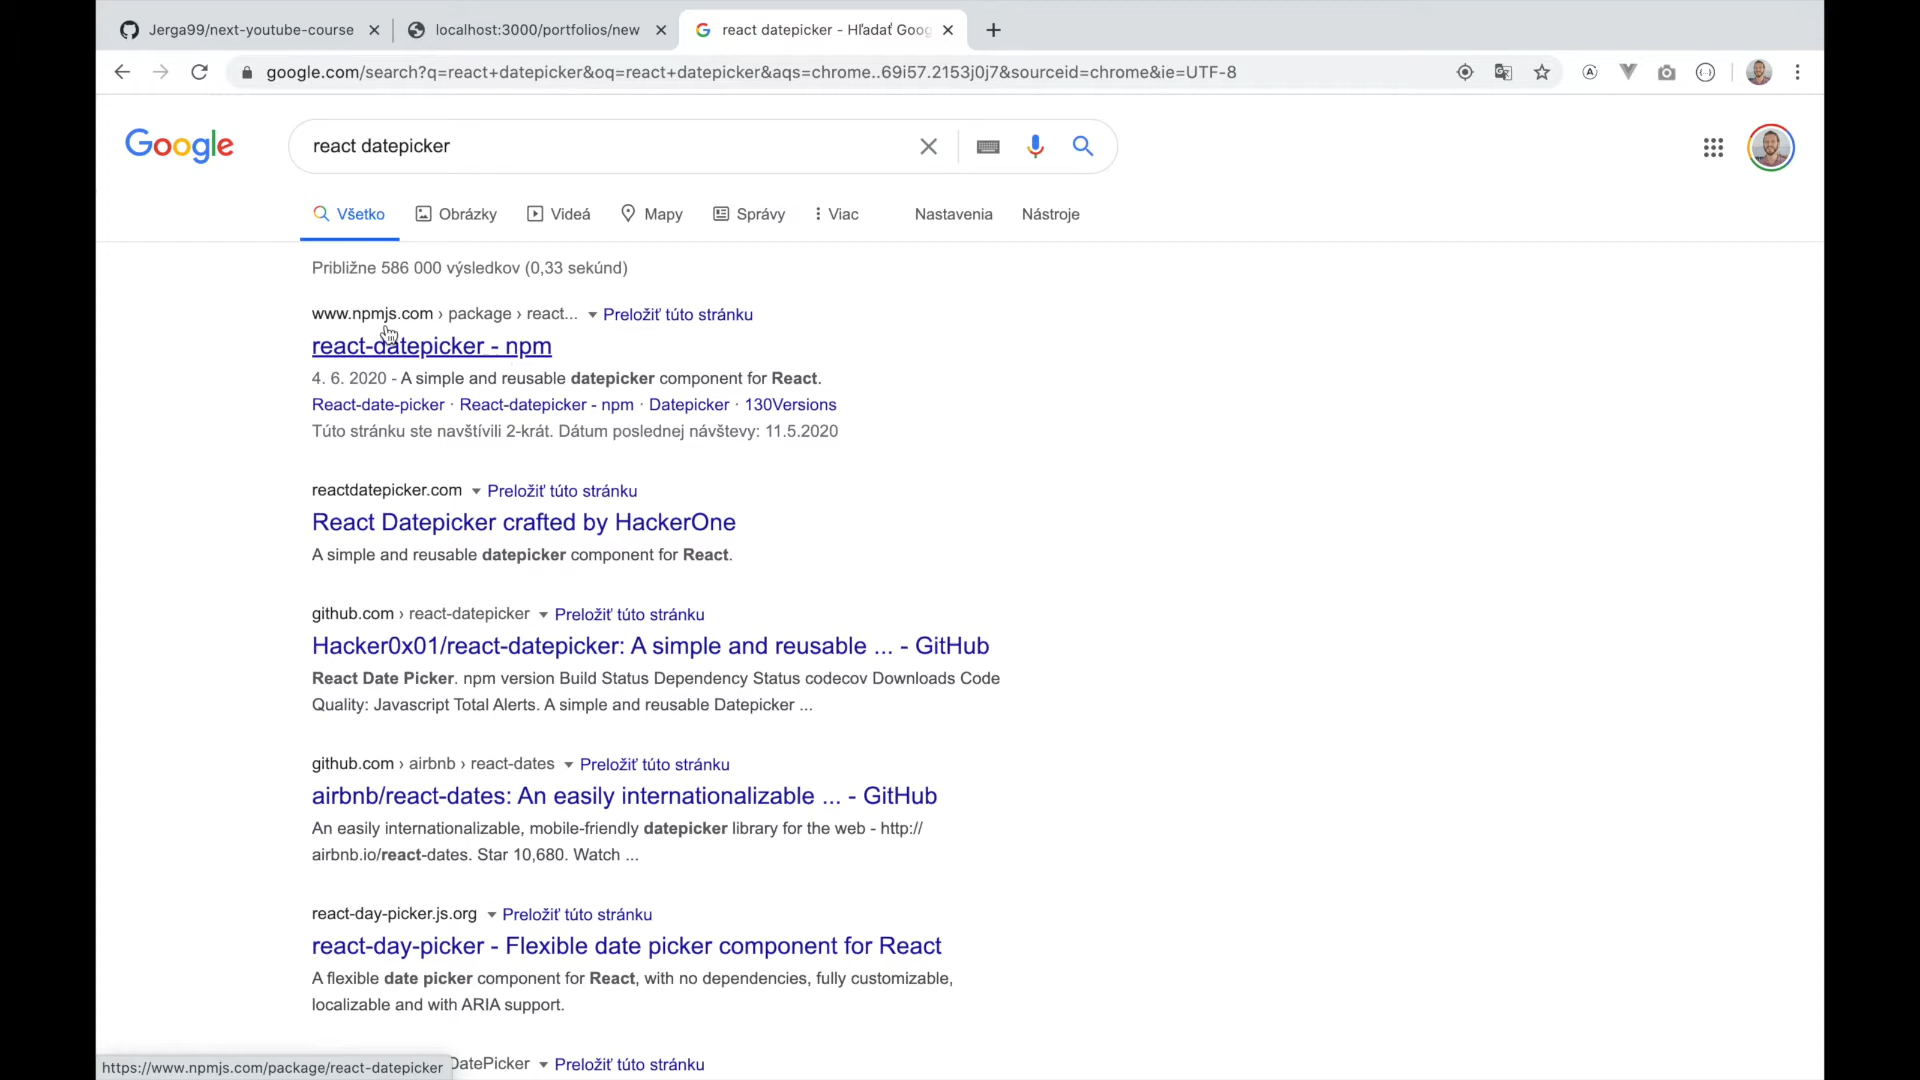 Jerga99/next-youtube-course
localhost:3000/portfolios/new
react datepicker - Hľadať Goog
google.com/search?q=react+datepicker&oq=react+datepicker&aqs=chrome..69i57.2153j0j7&sourceid=chrome&ie=UTF-8
Google
react datepicker
Všetko
Obrázky
Videá
Mapy
Správy
Viac
Nastavenia
Nástroje
Približne 586 000 výsledkov (0,33 sekúnd)
www.npmjs.com › package › react... Preložiť túto stránku
react-datepicker - npm
4. 6. 2020 - A simple and reusable datepicker component for React.
React-date-picker · React-datepicker - npm · Datepicker · 130Versions
Túto stránku ste navštívili 2-krát. Dátum poslednej návštevy: 11.5.2020
reactdatepicker.com Preložiť túto stránku
React Datepicker crafted by HackerOne
A simple and reusable datepicker component for React.
github.com › react-datepicker Preložiť túto stránku
Hacker0x01/react-datepicker: A simple and reusable ... - GitHub
React Date Picker. npm version Build Status Dependency Status codecov Downloads Code
Quality: Javascript Total Alerts. A simple and reusable Datepicker ...
github.com › airbnb › react-dates Preložiť túto stránku
airbnb/react-dates: An easily internationalizable ... - GitHub
An easily internationalizable, mobile-friendly datepicker library for the web - http://
airbnb.io/react-dates. Star 10,680. Watch ...
react-day-picker.js.org Preložiť túto stránku
react-day-picker - Flexible date picker component for React
A flexible date picker component for React, with no dependencies, fully customizable,
localizable and with ARIA support.
DatePicker Preložiť túto stránku
https://www.npmjs.com/package/react-datepicker